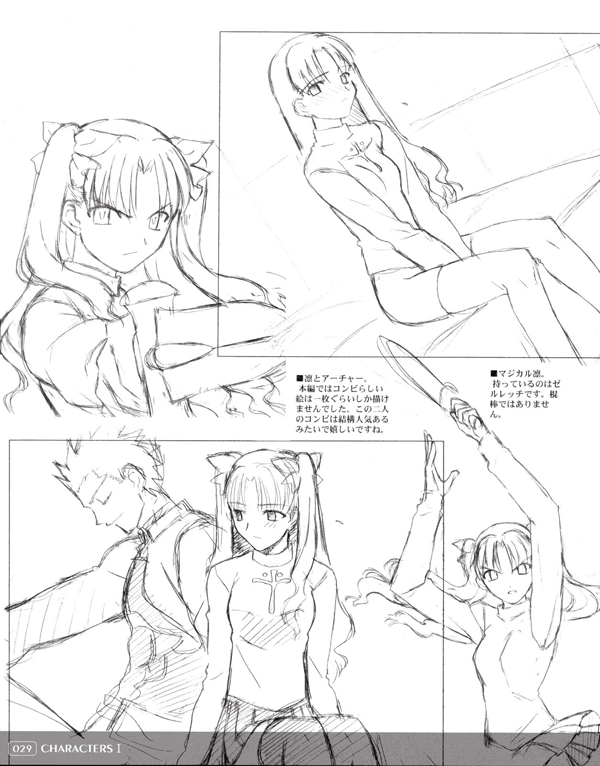 ■凛とアーチャー。
本編ではコンビらしい
絵は一枚ぐらいしか描け
ませんでした。この二人
のコンビは結構人気ある
みたいで嬉しいですね。
■マジカル凛。
持っているのはゼ
ルレッチです。棍
棒ではありませ
ん。
029 CHARACTERS I